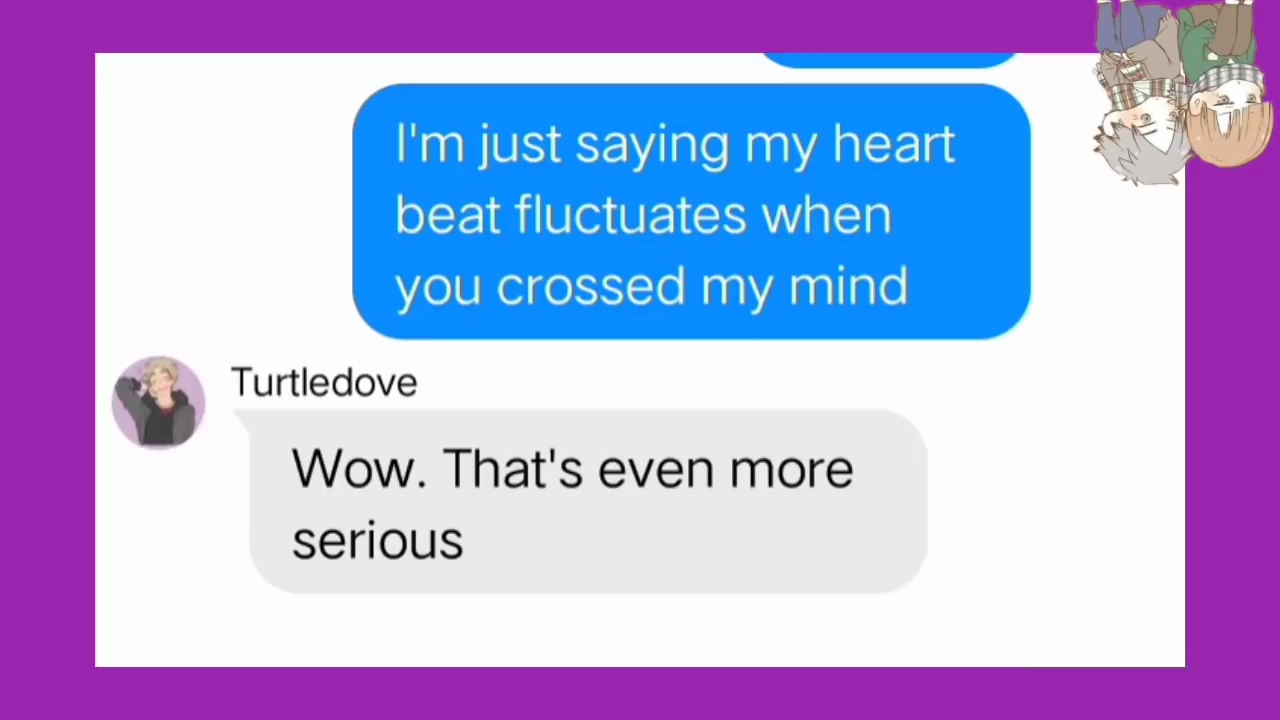 I'm just saying my heart
beat fluctuates when
you crossed my mind
Turtledove
Wow. That's even more
serious